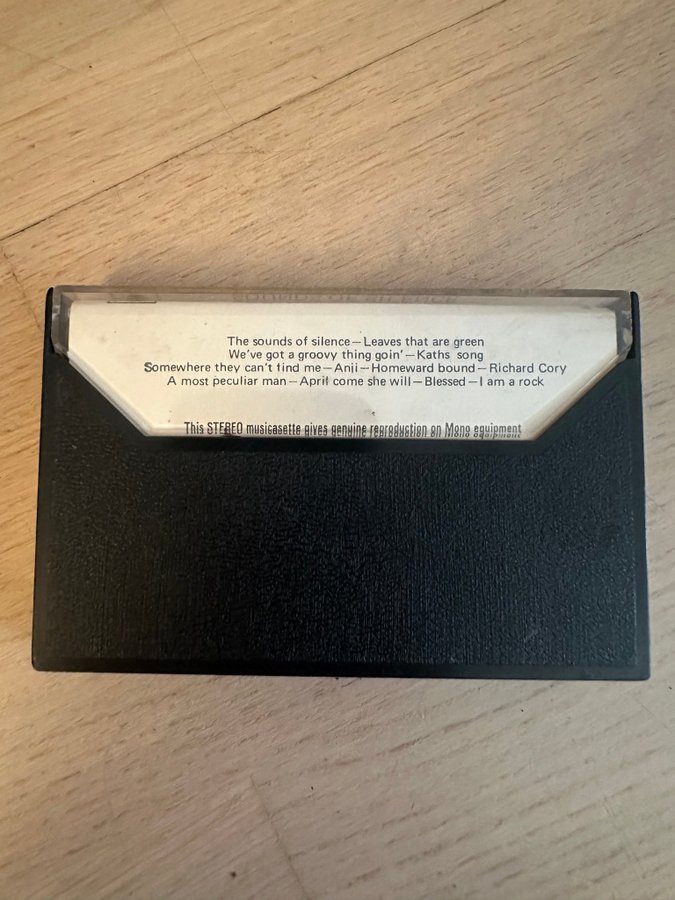 The sounds of silence—Leaves that are green
We've got a groovy thing goin'—Kaths song
Somewhere they can't find me—Anji—Homeward bound—Richard Cory
A most peculiar man—April come she will—Blessed—I am a rock
This STEREO musicasette gives genuine reproduction on Mono equipment